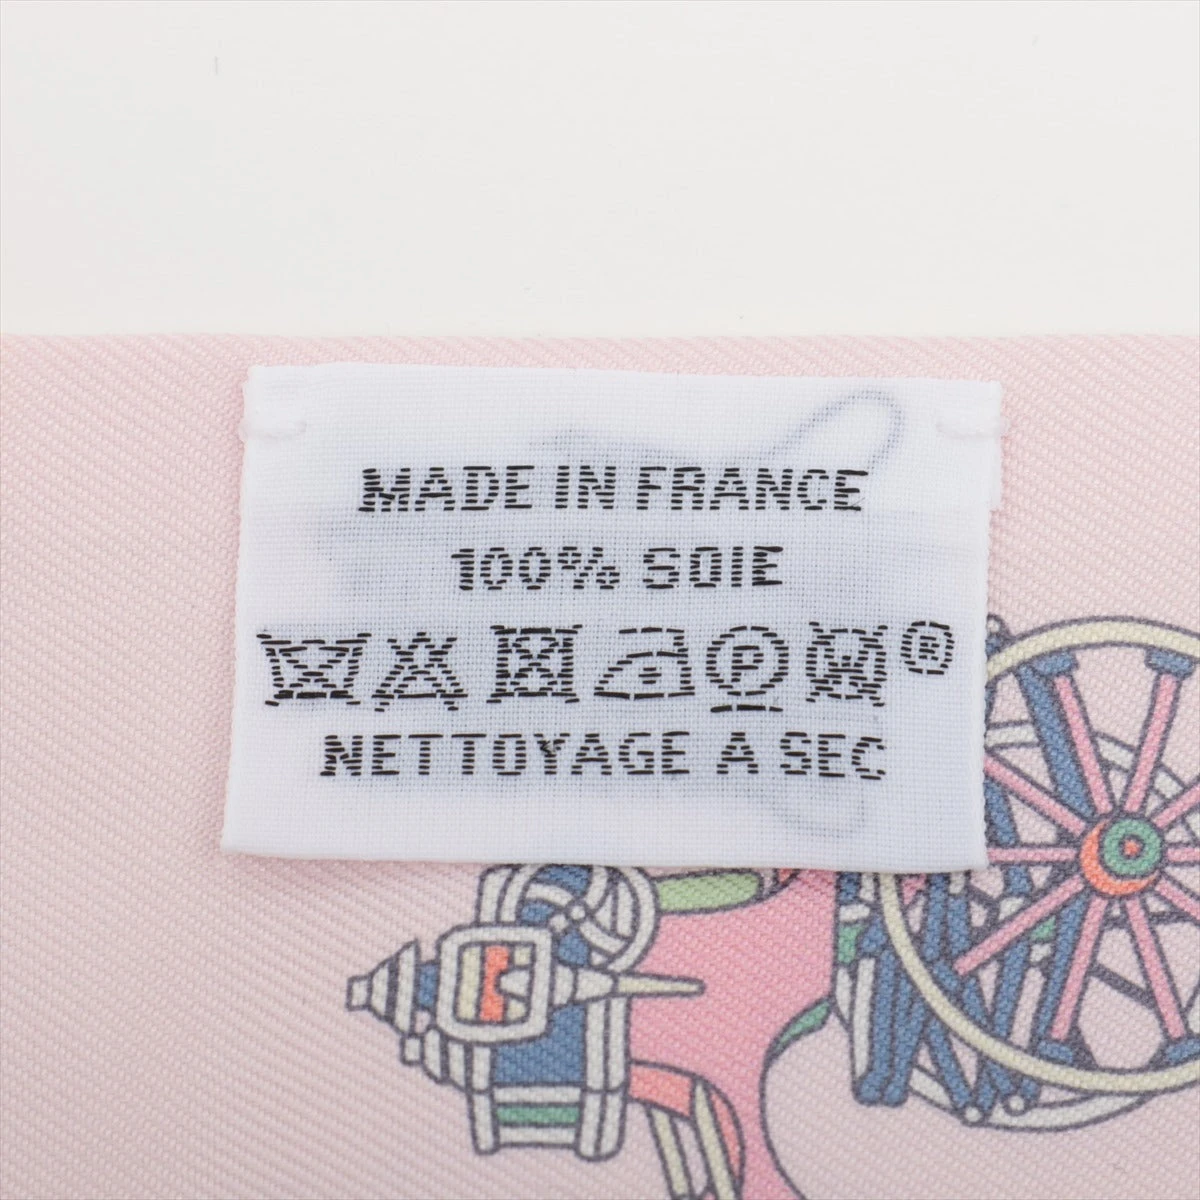 MADE IN FRANCE
100% SOIE
P W ®
NETTOYAGE A SEC